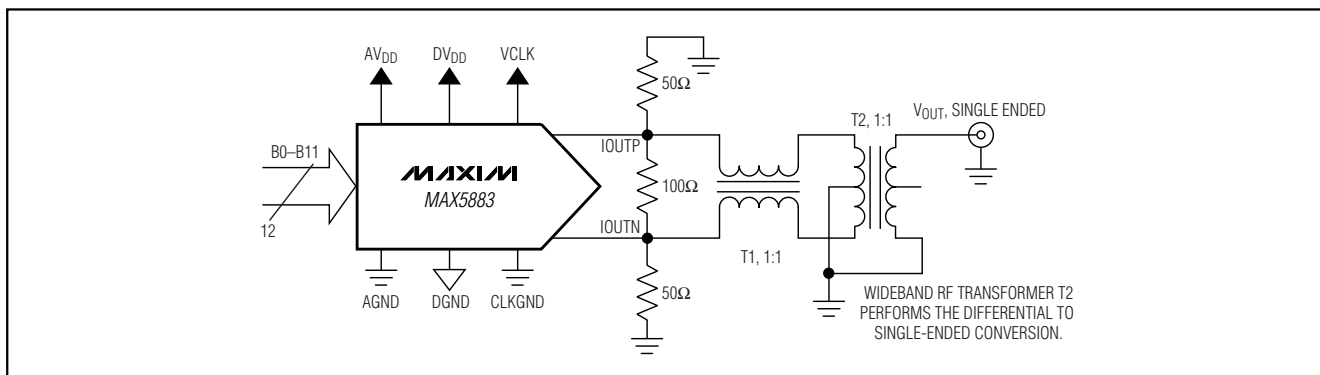 AVDD
DVDD
VCLK
50Ω
VOUT, SINGLE ENDED
T2, 1:1
IOUTP
B0–B11
MAXIM
MAX5883
100Ω
12
IOUTN
T1, 1:1
50Ω
AGND
DGND
CLKGND
WIDEBAND RF TRANSFORMER T2
PERFORMS THE DIFFERENTIAL TO
SINGLE-ENDED CONVERSION.